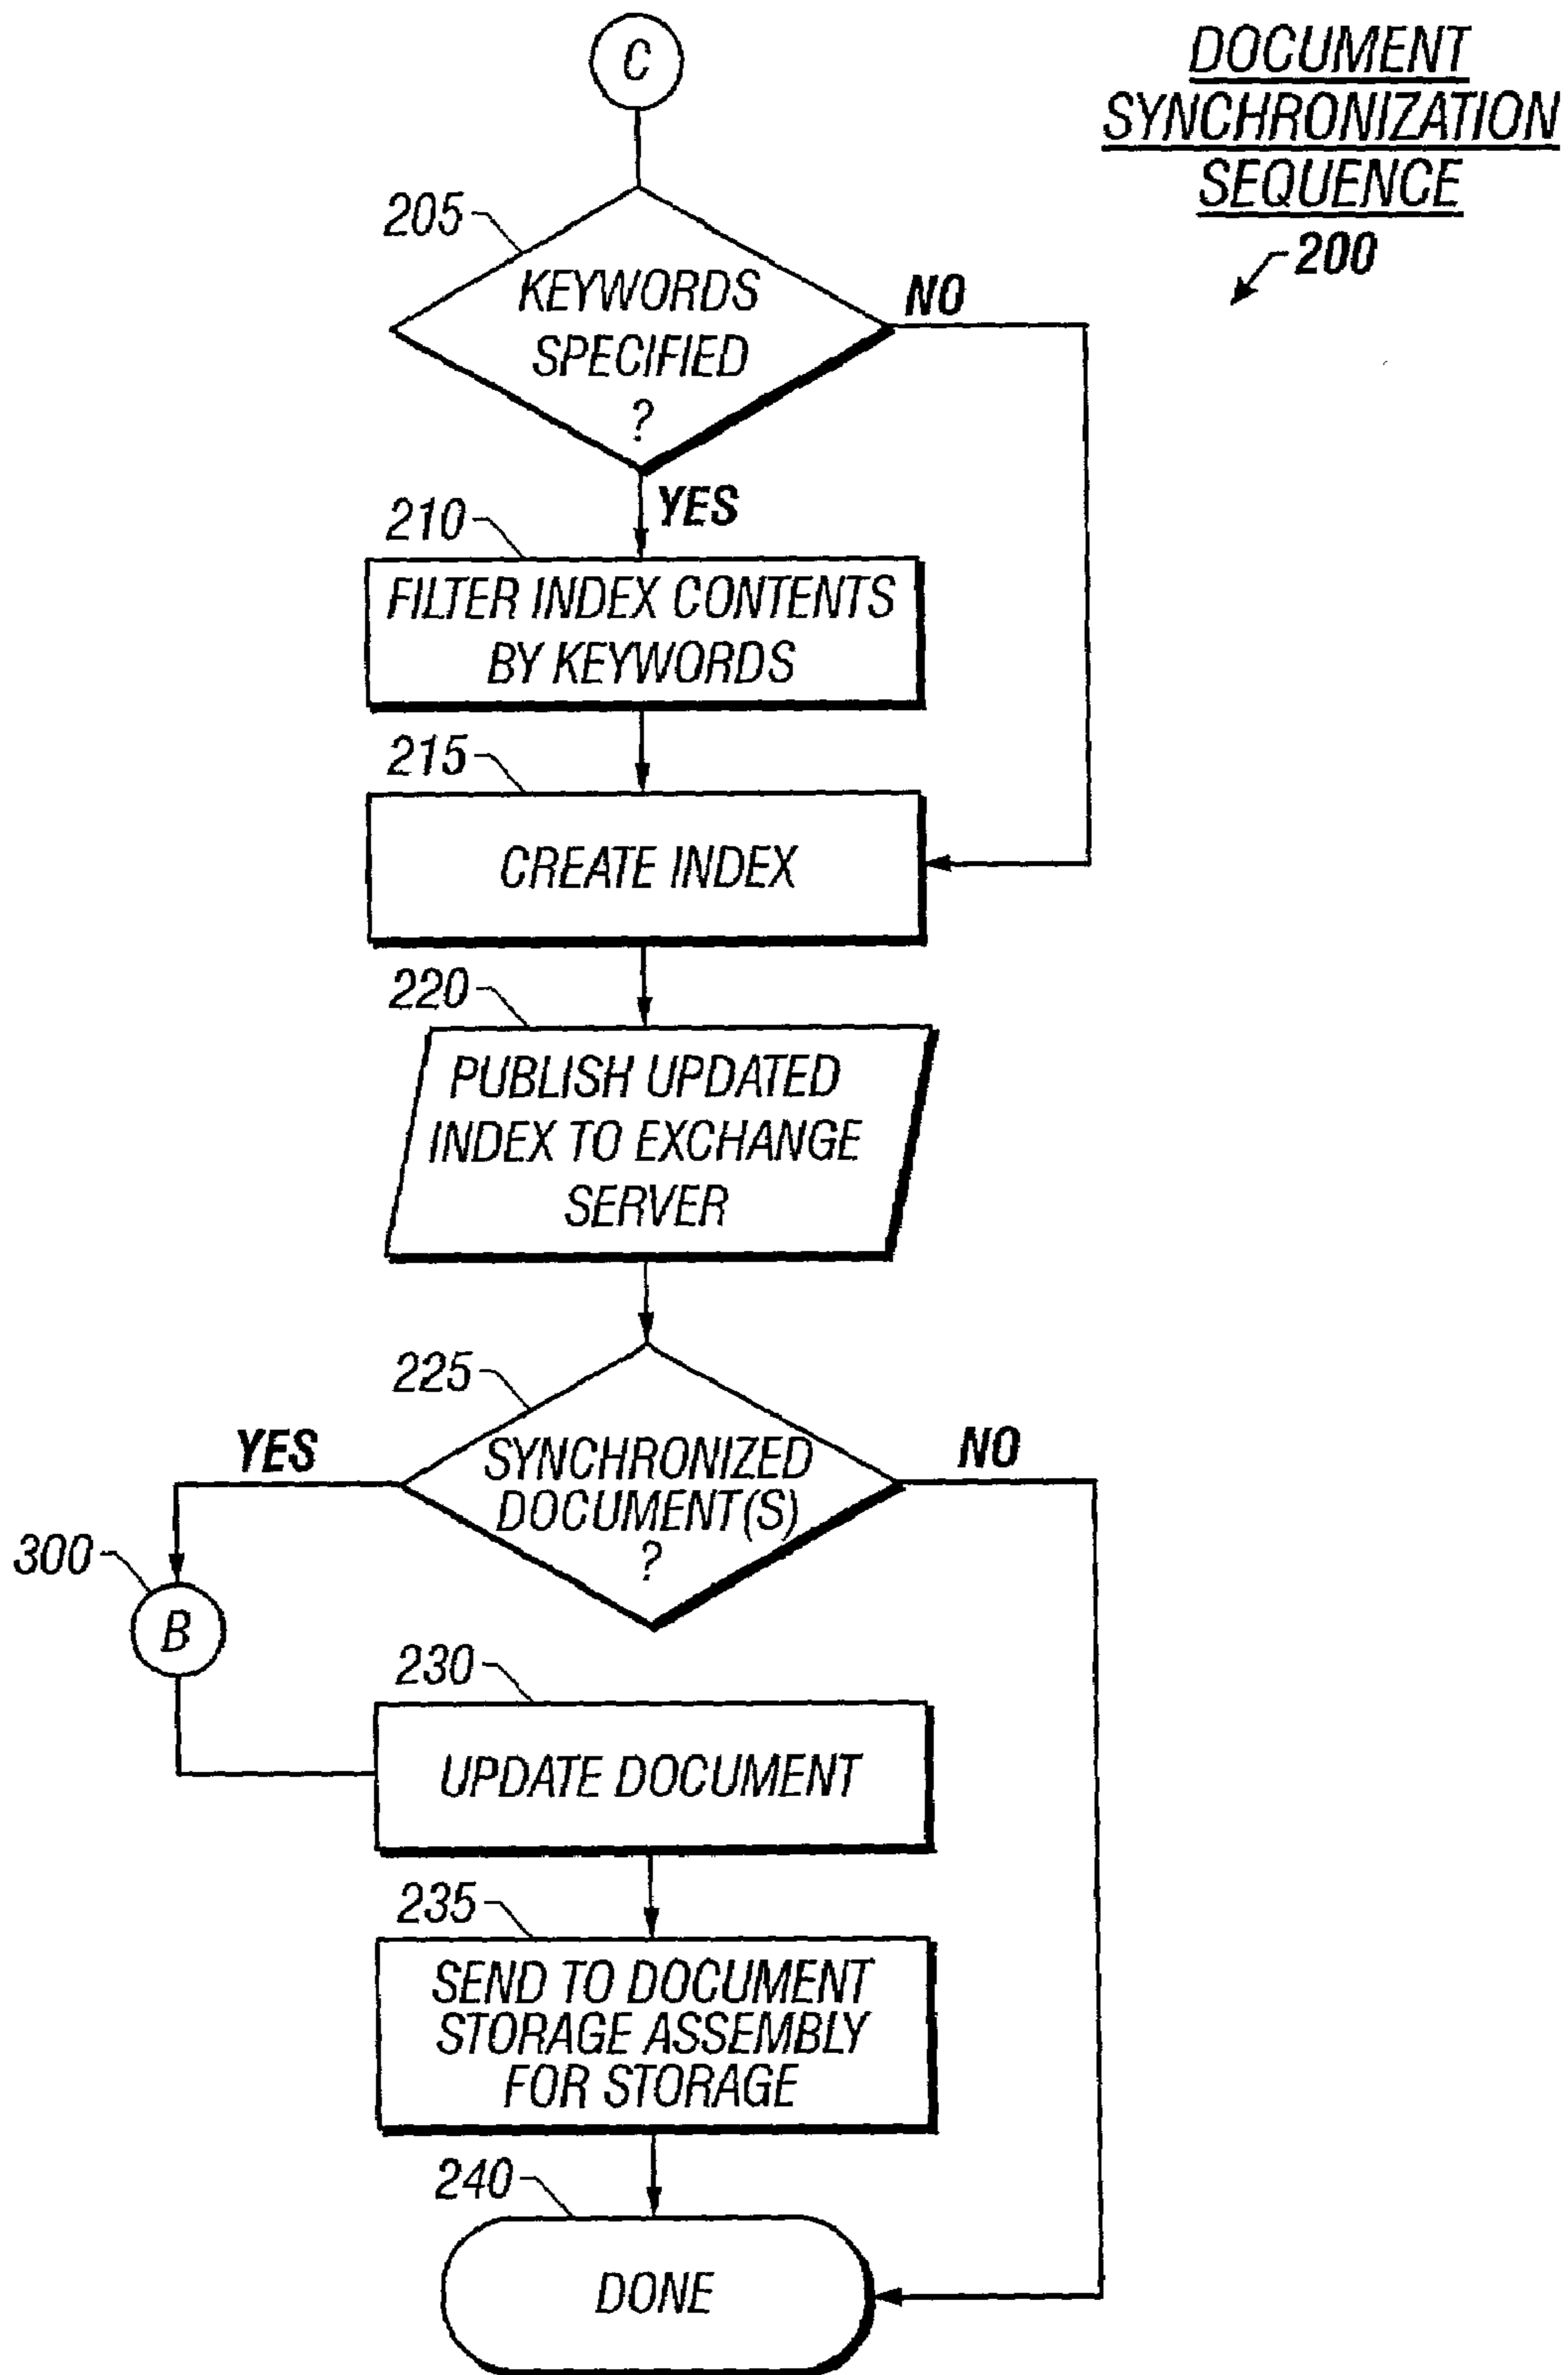 C
DOCUMENT
SYNCHRONIZATION
SEQUENCE
200
205
KEYWORDS
SPECIFIED
?
NO
YES
210
FILTER INDEX CONTENTS
BY KEYWORDS
215
CREATE INDEX
220
PUBLISH UPDATED
INDEX TO EXCHANGE
SERVER
225
SYNCHRONIZED
DOCUMENT(S)
?
YES
NO
300
B
230
UPDATE DOCUMENT
235
SEND TO DOCUMENT
STORAGE ASSEMBLY
FOR STORAGE
240
DONE